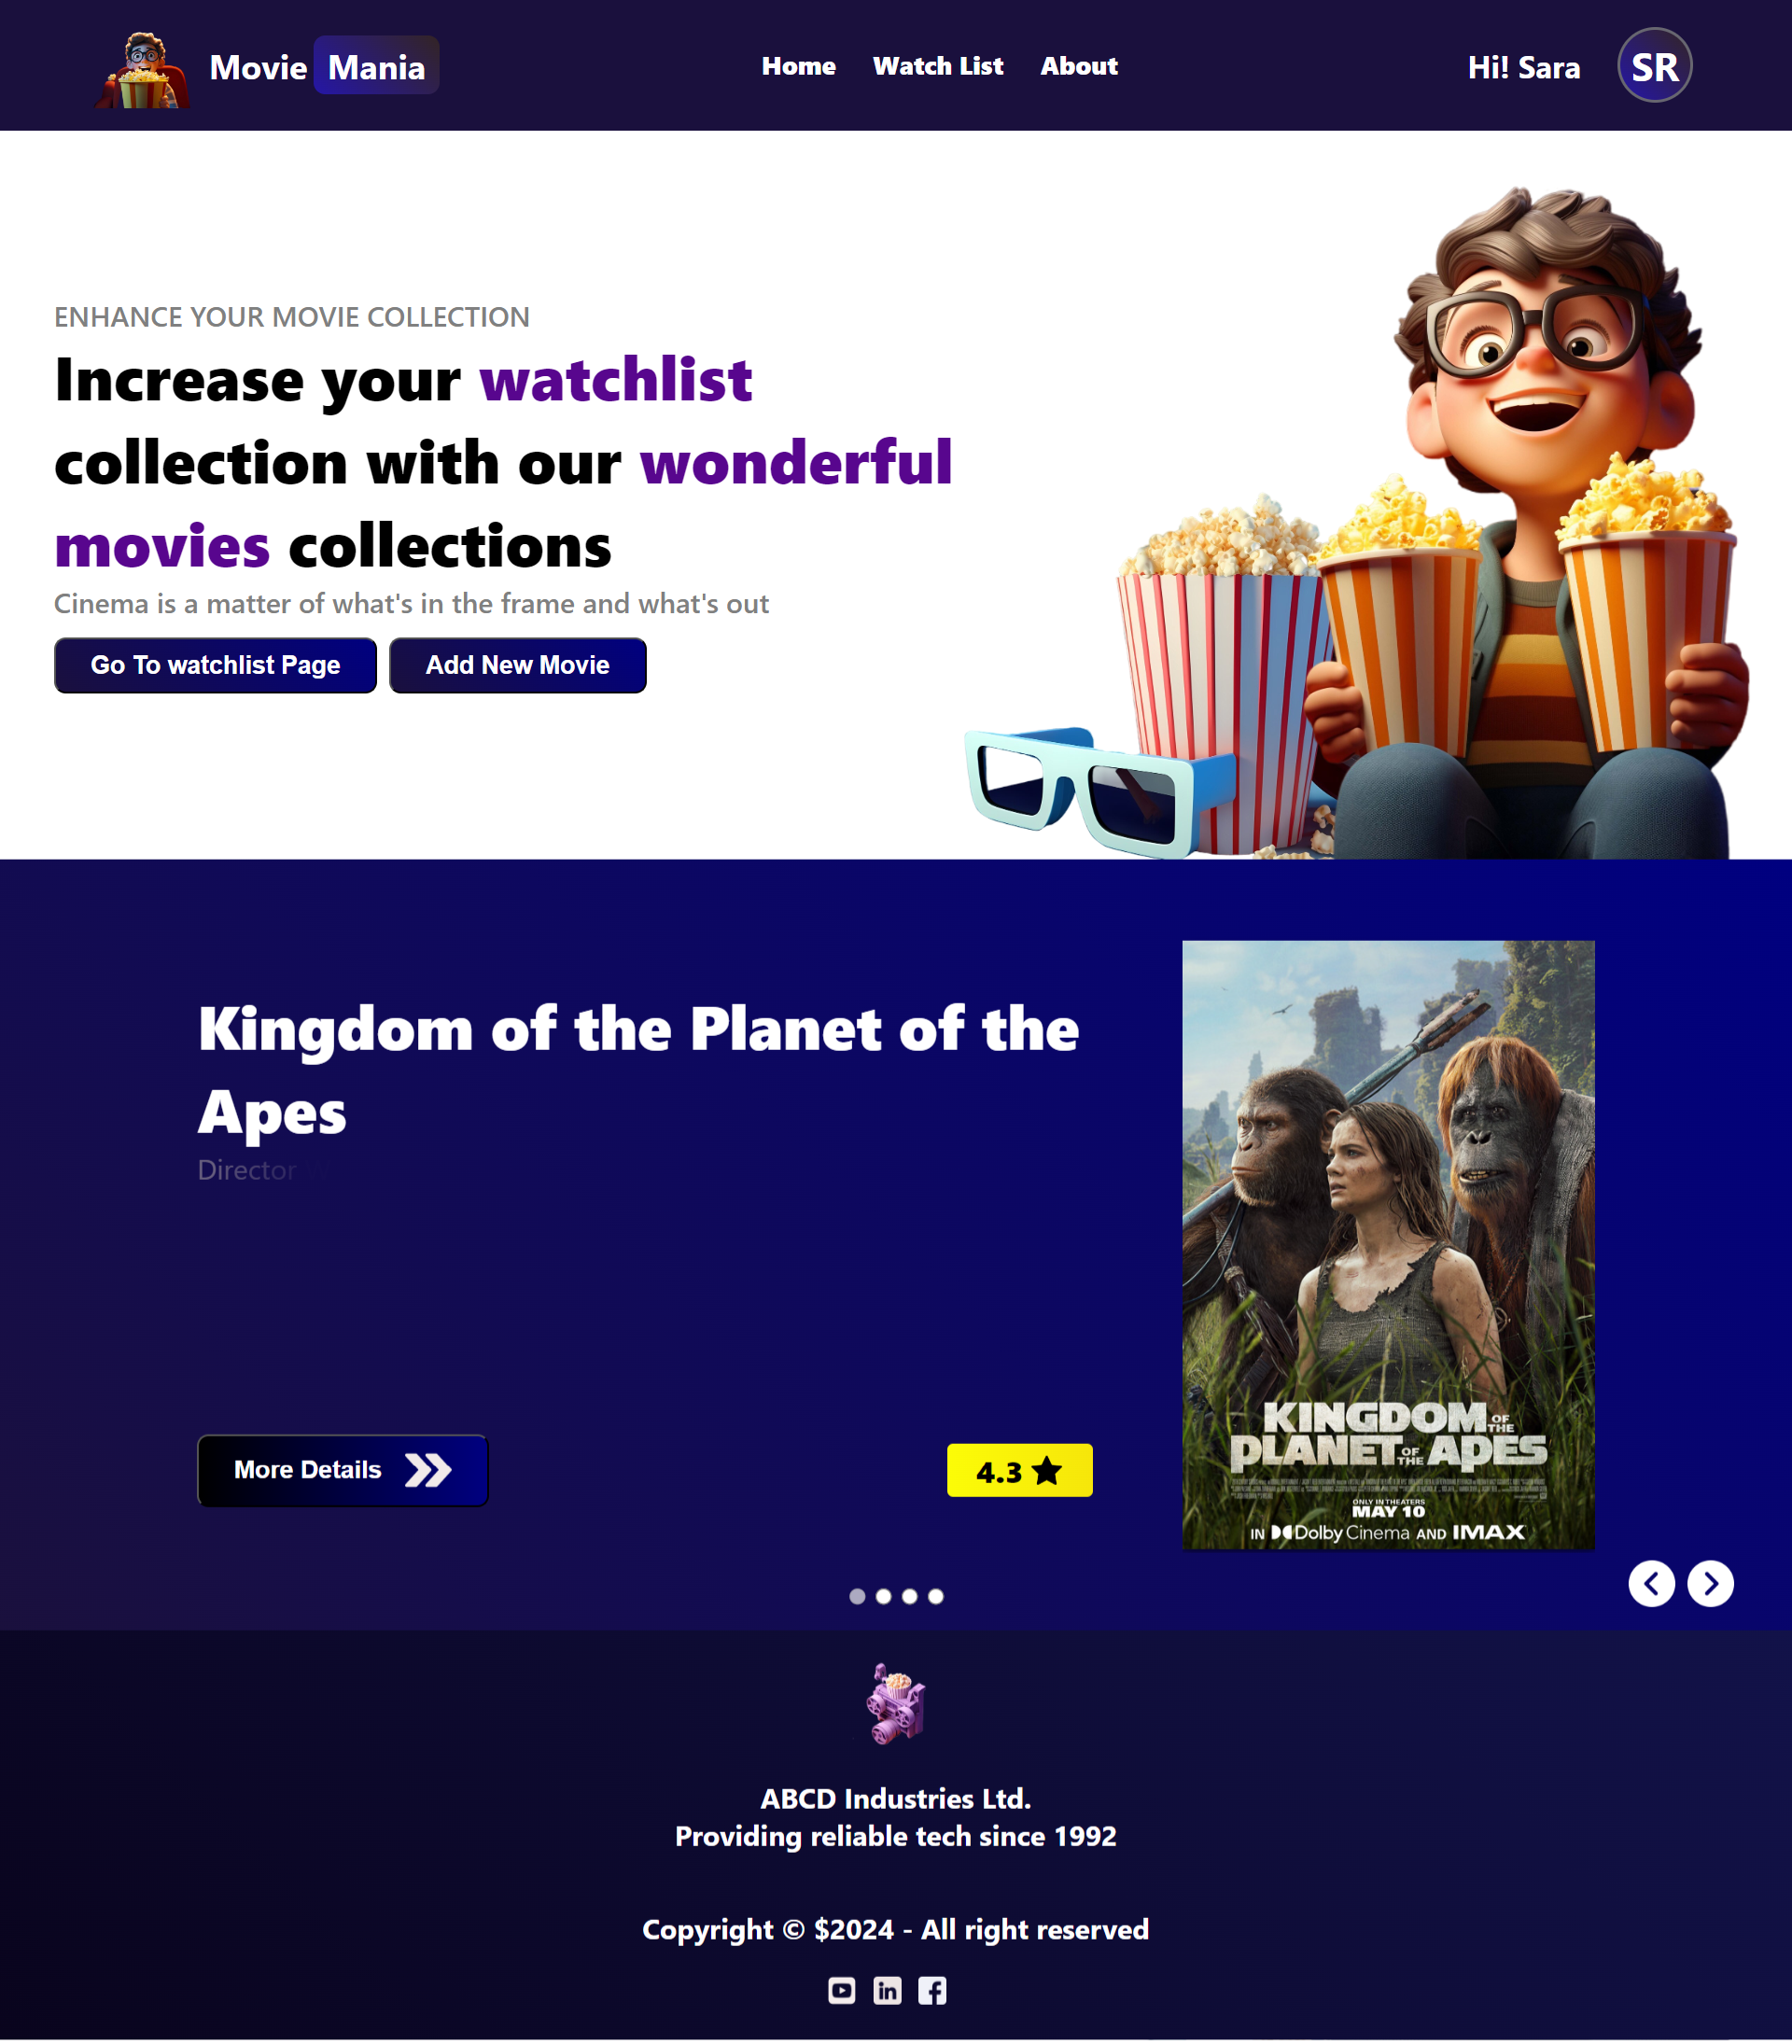 Movie Mania
Home Watch List About
Hi! Sara SR
ENHANCE YOUR MOVIE COLLECTION
Increase your watchlist
collection with our wonderful
movies collections
Cinema is a matter of what's in the frame and what's out
Go To watchlist Page Add New Movie
Kingdom of the Planet of the
Apes
Director W
More Details
4.3
KINGDOM OF THE
PLANET OF THE APES
ONLY IN THEATERS
MAY 10
IN Dolby Cinema AND IMAX
ABCD Industries Ltd.
Providing reliable tech since 1992
Copyright © $2024 - All right reserved
in f